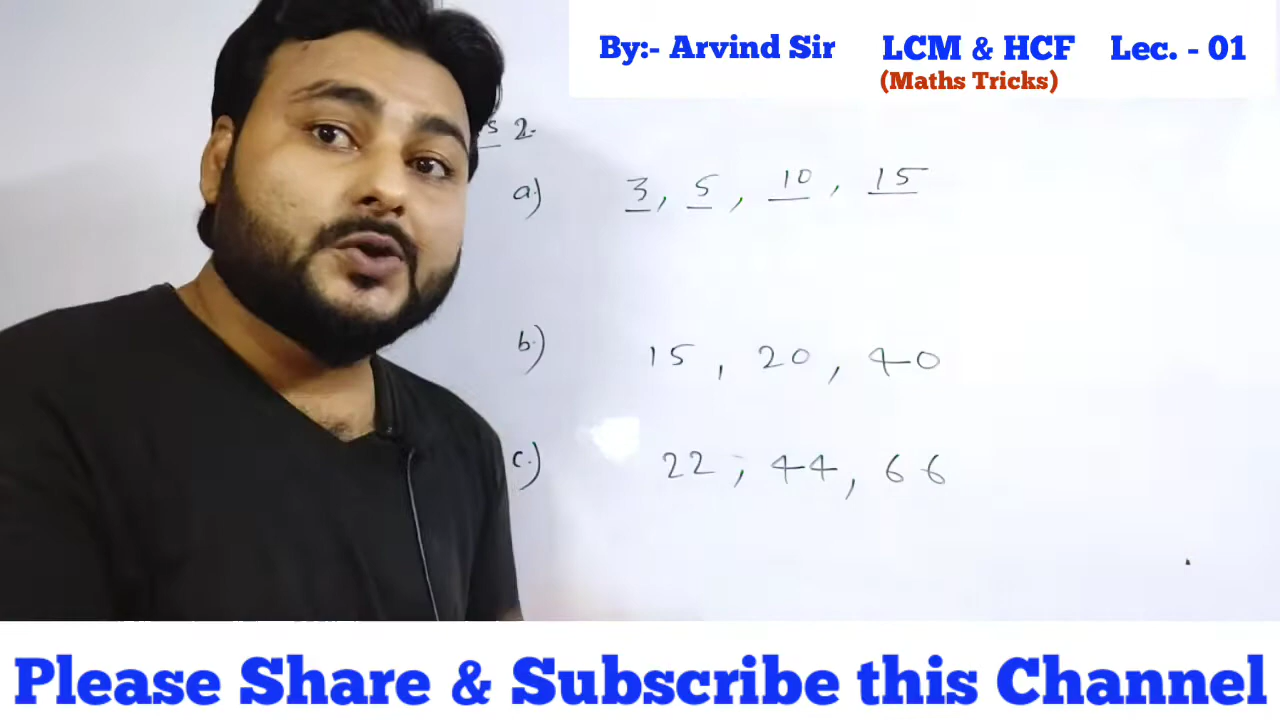 By:- Arvind Sir LCM & HCF Lec. - 01
(Maths Tricks)
2.
a) 3, 5, 10, 15
b) 15, 20, 40
c) 22, 44, 66
Please Share & Subscribe this Channel